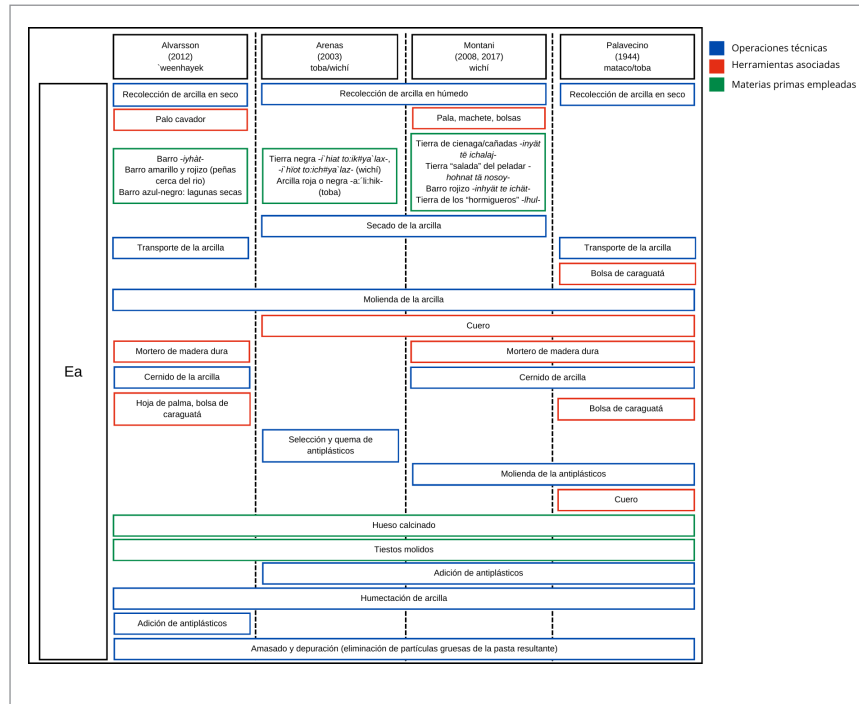 Alvarsson
(2012)
`weenhayek
Arenas
(2003)
toba/wichí
Montani
(2008, 2017)
wichí
Palavecino
(1944)
mataco/toba
Operaciones técnicas
Herramientas asociadas
Materias primas empleadas
Ea
Recolección de arcilla en seco
Recolección de arcilla en húmedo
Recolección de arcilla en seco
Palo cavador
Pala, machete, bolsas
Barro -iyhàt-
Barro amarillo y rojizo (peñas
cerca del rio)
Barro azul-negro: lagunas secas
Tierra negra -i`hiat to:ik#ya`lax-,
-i`hiot to:ich#ya`laz- (wichí)
Arcilla roja o negra -a:´li:hik-
(toba)
Tierra de cienaga/cañadas -inyät
të ichalaj-
Tierra “salada” del peladar -
hohnat tä nosoy-
Barro rojizo -inhyät te ichät-
Tierra de los “hormigueros” -lhul-
Secado de la arcilla
Transporte de la arcilla
Transporte de la arcilla
Bolsa de caraguatá
Molienda de la arcilla
Cuero
Mortero de madera dura
Mortero de madera dura
Cernido de la arcilla
Cernido de arcilla
Hoja de palma, bolsa de
caraguatá
Bolsa de caraguatá
Selección y quema de
antiplásticos
Molienda de la antiplásticos
Cuero
Hueso calcinado
Tiestos molidos
Adición de antiplásticos
Humectación de arcilla
Adición de antiplásticos
Amasado y depuración (eliminación de partículas gruesas de la pasta resultante)